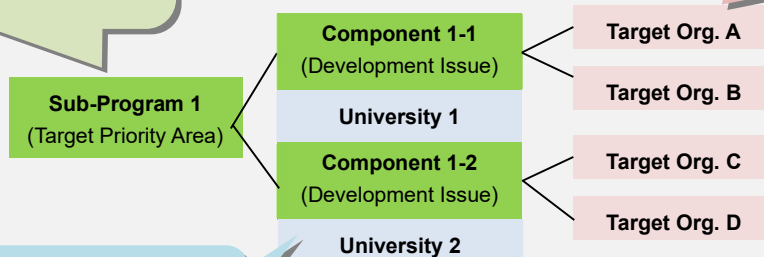 Sub-Program 1
(Target Priority Area)
Component 1-1
(Development Issue)
University 1
Component 1-2
(Development Issue)
University 2
Target Org. A
Target Org. B
Target Org. C
Target Org. D